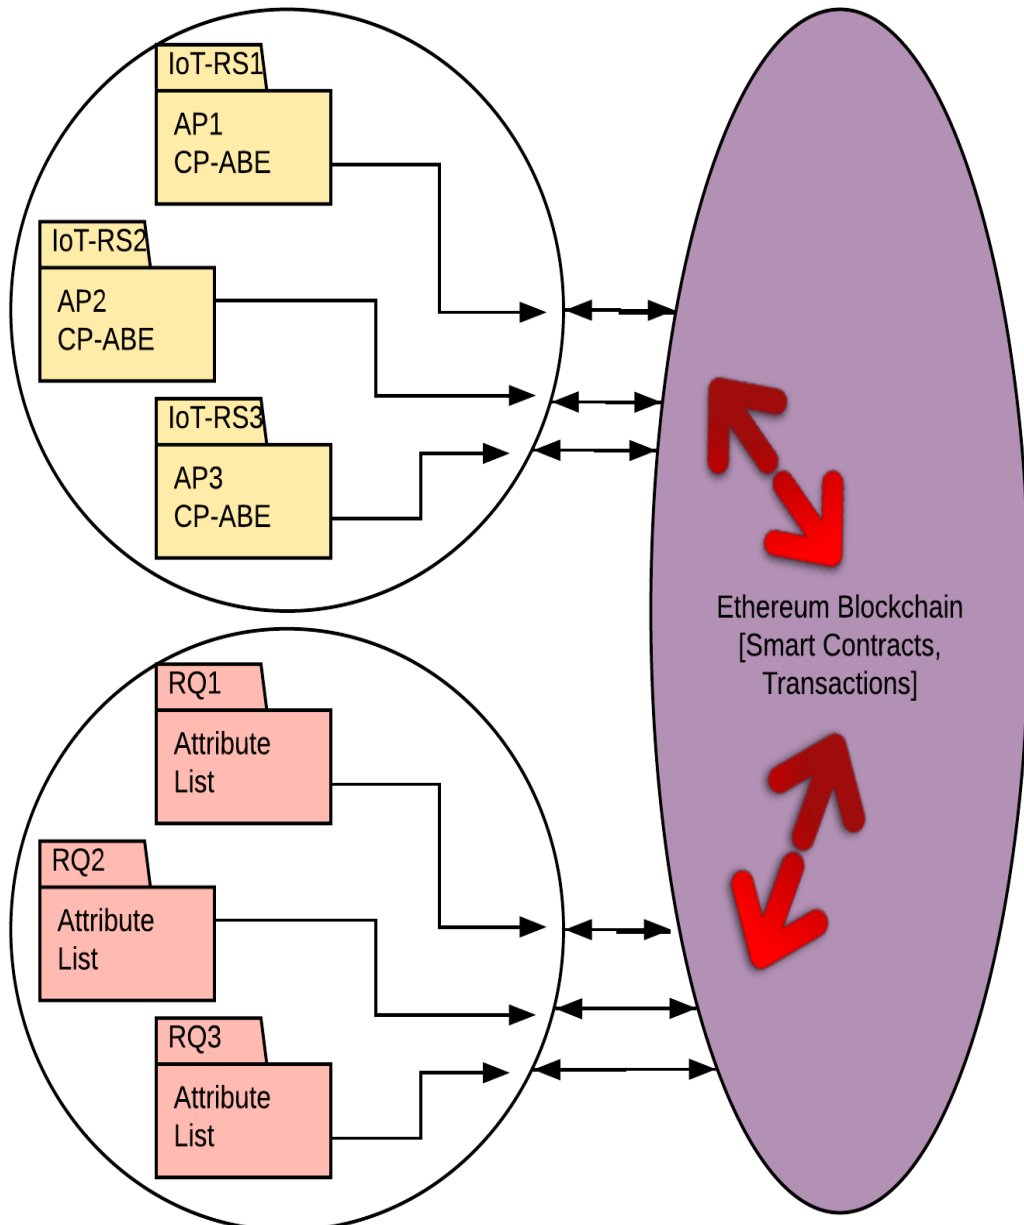 IoT-RS1
AP1
CP-ABE
IoT-RS2
AP2
CP-ABE
IoT-RS3
AP3
CP-ABE
Ethereum Blockchain
[Smart Contracts,
Transactions]
RQ1
Attribute
List
RQ2
Attribute
List
RQ3
Attribute
List